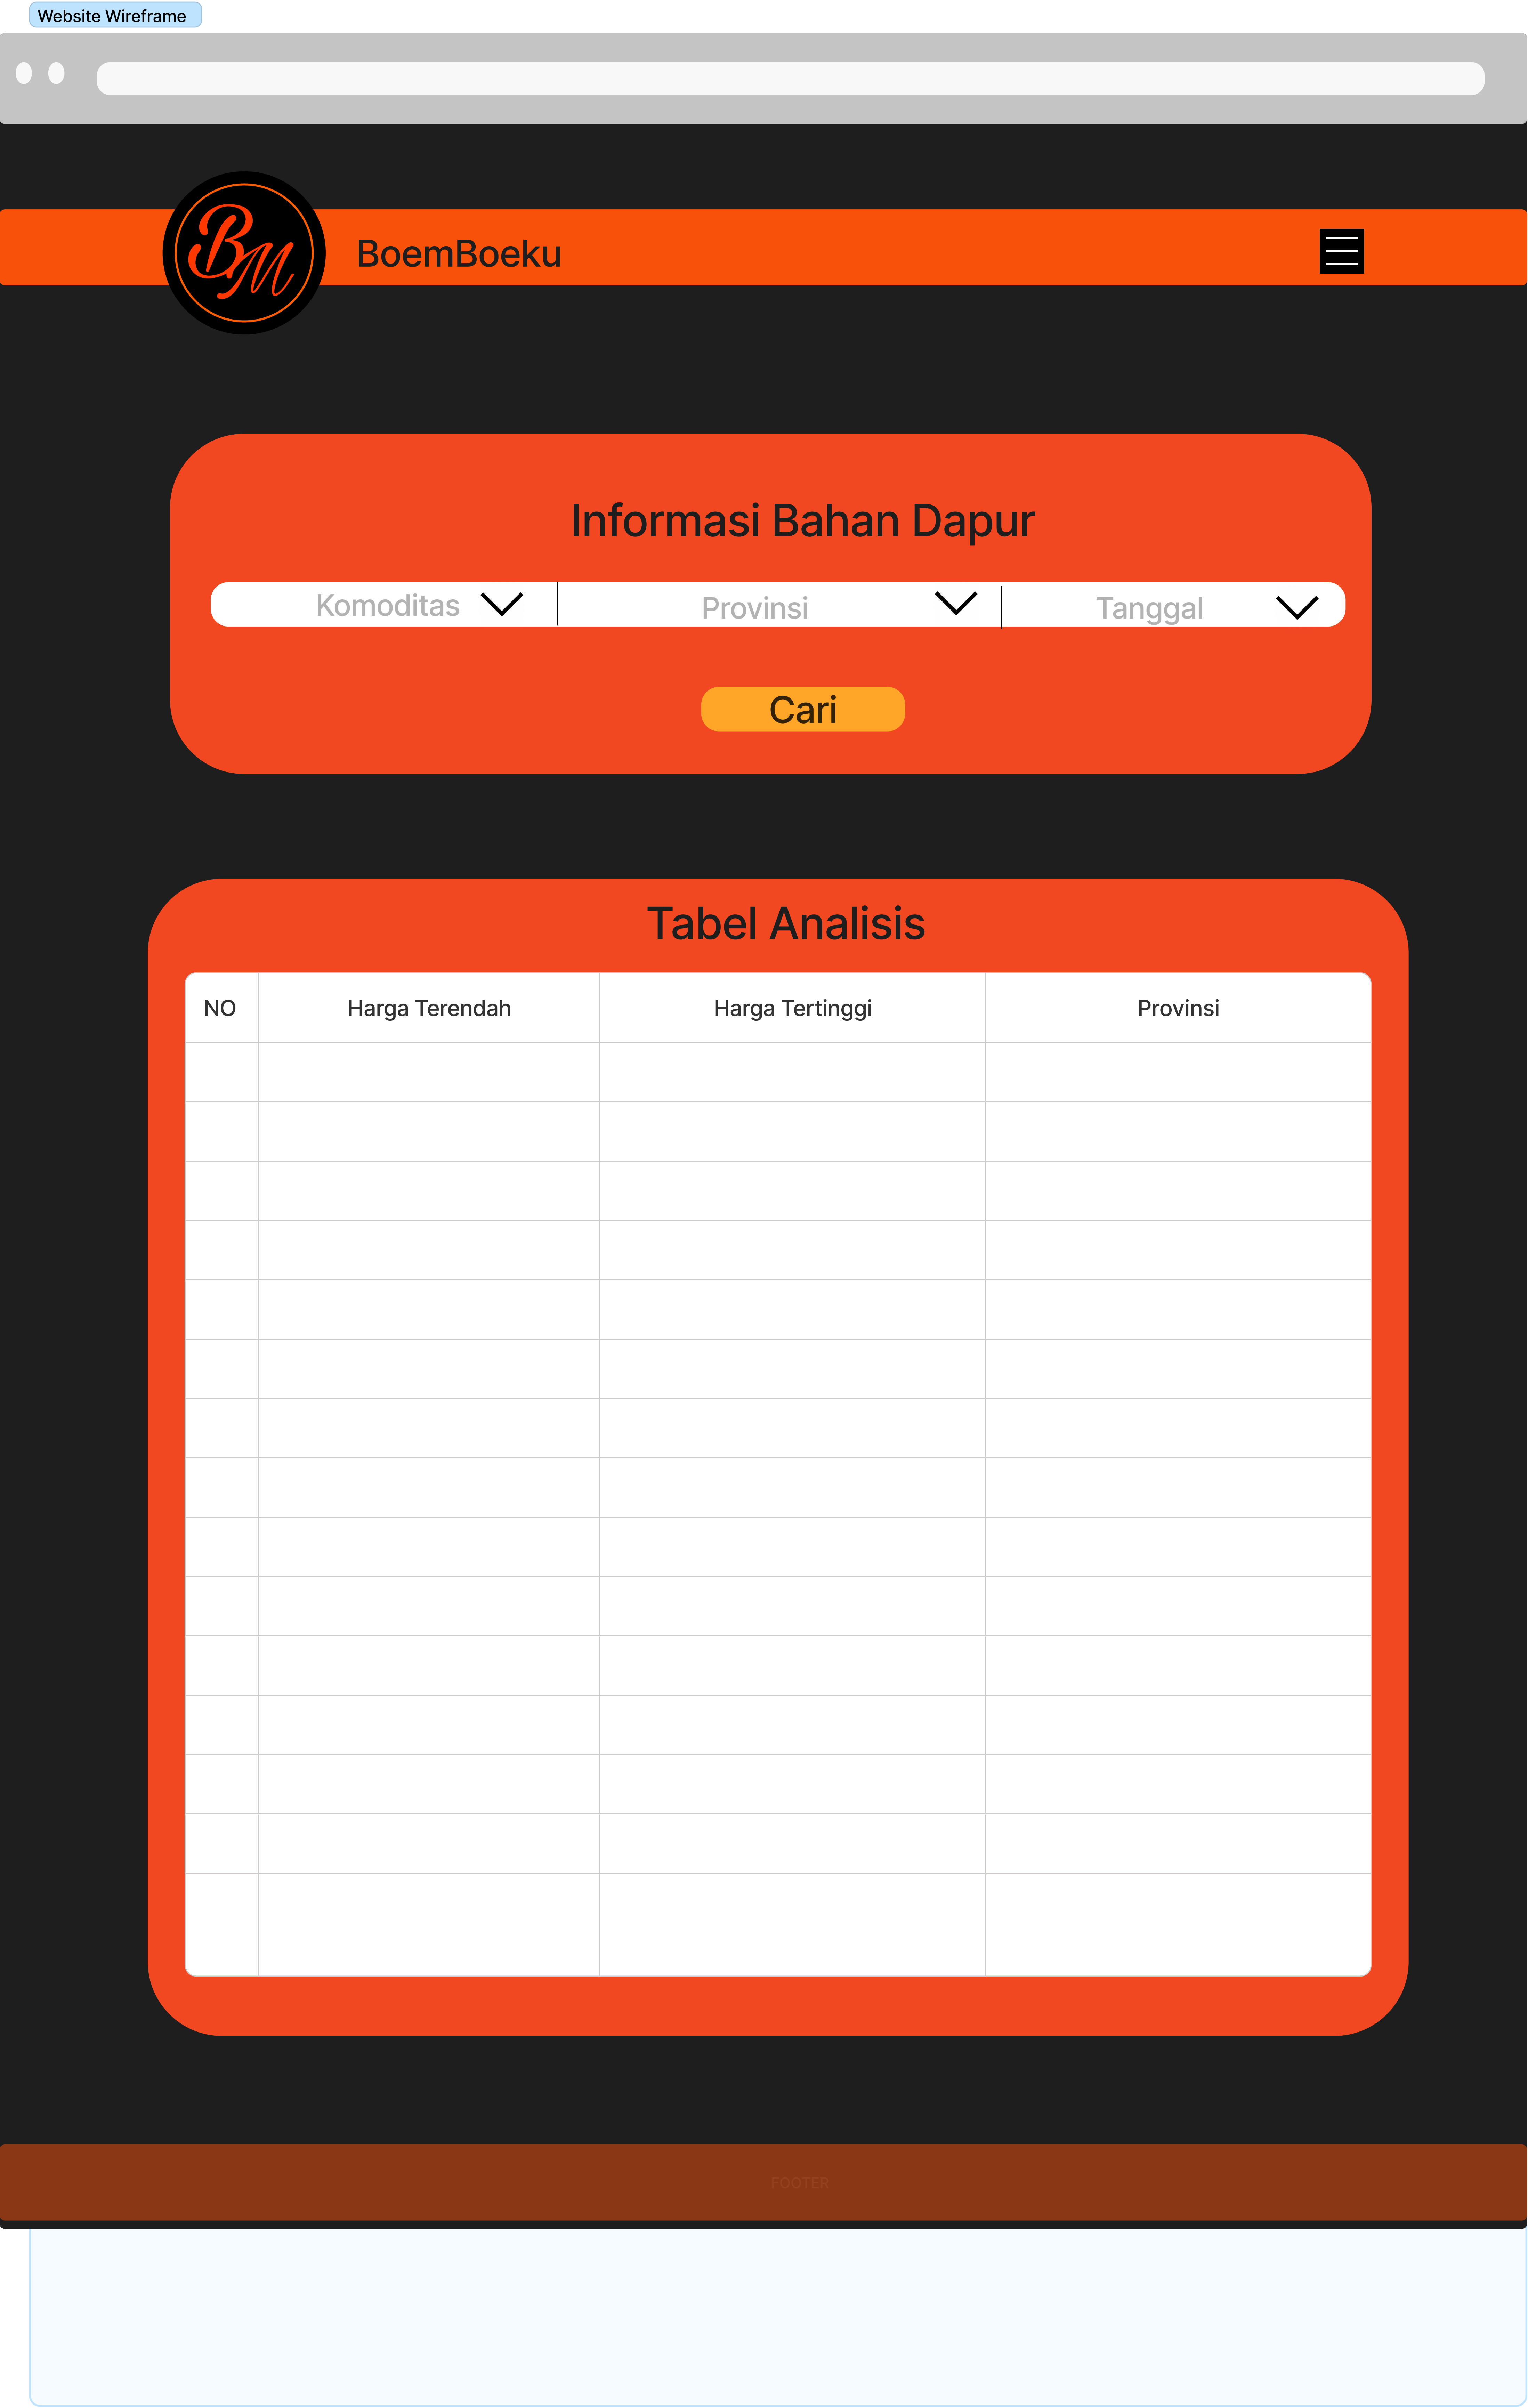 Website Wireframe
BM
BoemBoeku
Informasi Bahan Dapur
Komoditas
Provinsi
Tanggal
Cari
Tabel Analisis
NO
Harga Terendah
Harga Tertinggi
Provinsi
FOOTER